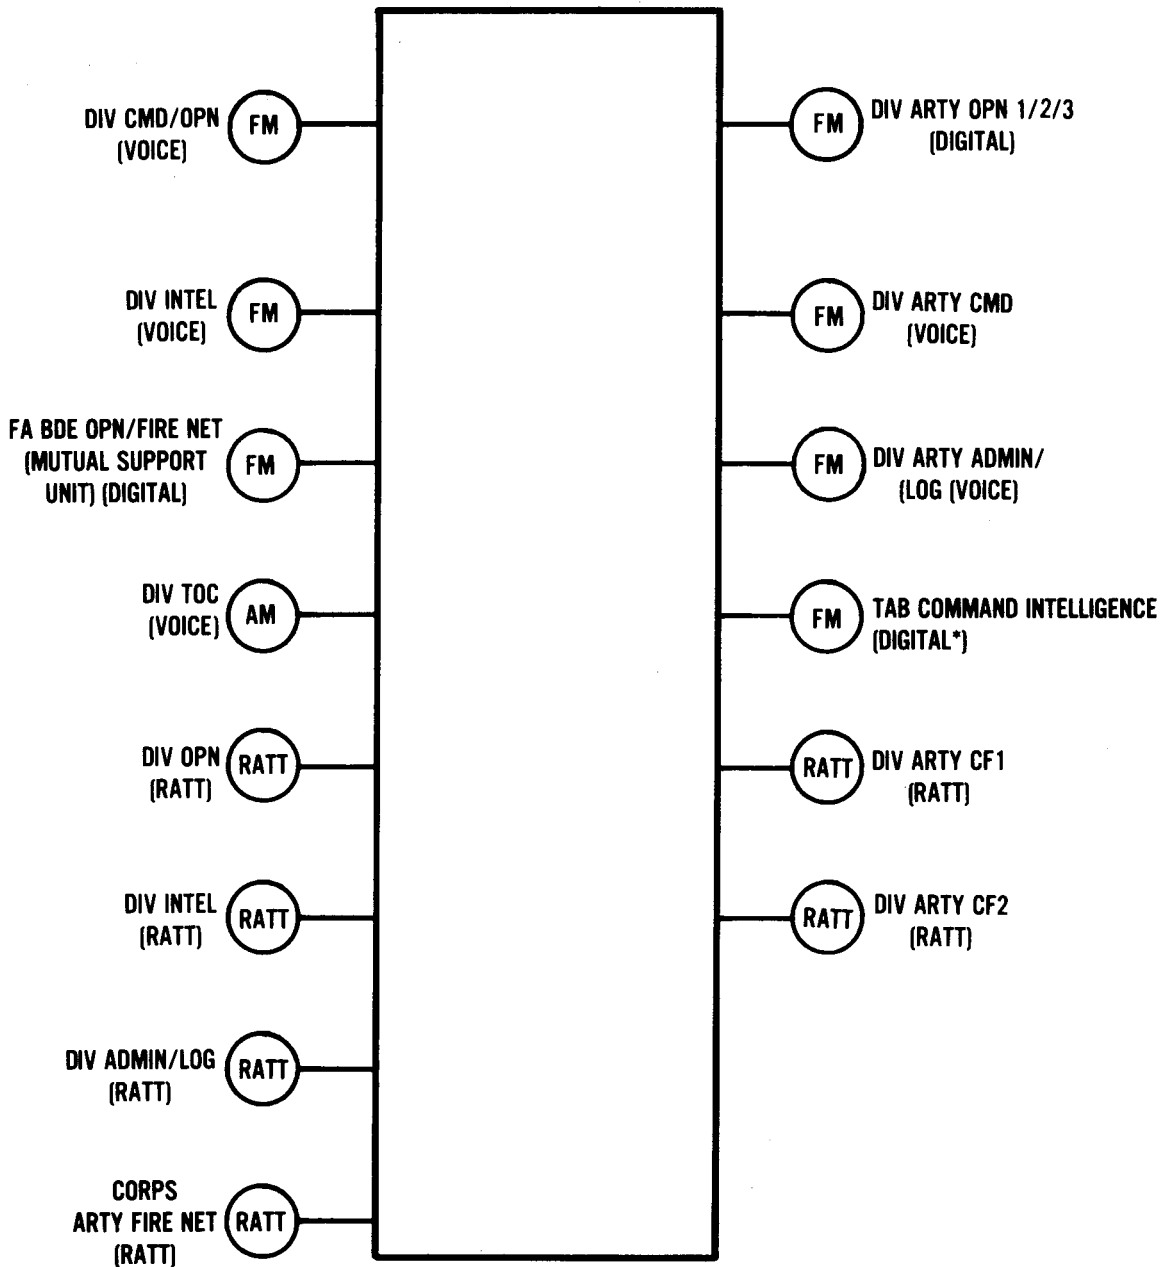 DIV CMD/OPN
(VOICE)
FM
DIV INTEL
(VOICE)
FM
FA BDE OPN/FIRE NET
(MUTUAL SUPPORT
UNIT) (DIGITAL)
FM
DIV TOC
(VOICE)
AM
DIV OPN
(RATT)
RATT
DIV INTEL
(RATT)
RATT
DIV ADMIN/LOG
(RATT)
RATT
CORPS
ARTY FIRE NET
(RATT)
RATT
FM
DIV ARTY OPN 1/2/3
(DIGITAL)
FM
DIV ARTY CMD
(VOICE)
FM
DIV ARTY ADMIN/
(LOG (VOICE)
FM
TAB COMMAND INTELLIGENCE
(DIGITAL*)
RATT
DIV ARTY CF1
(RATT)
RATT
DIV ARTY CF2
(RATT)